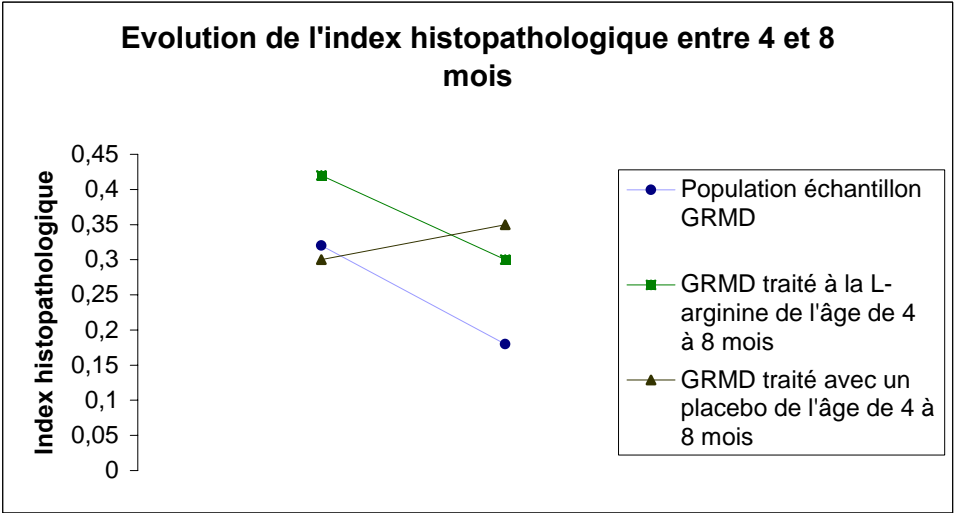 Evolution de l'index histopathologique entre 4 et 8
mois
Index histopathologique
0,45
0,4
0,35
0,3
0,25
0,2
0,15
0,1
0,05
0
Population échantillon
GRMD
GRMD traité à la L-
arginine de l'âge de 4
à 8 mois
GRMD traité avec un
placebo de l'âge de 4 à
8 mois